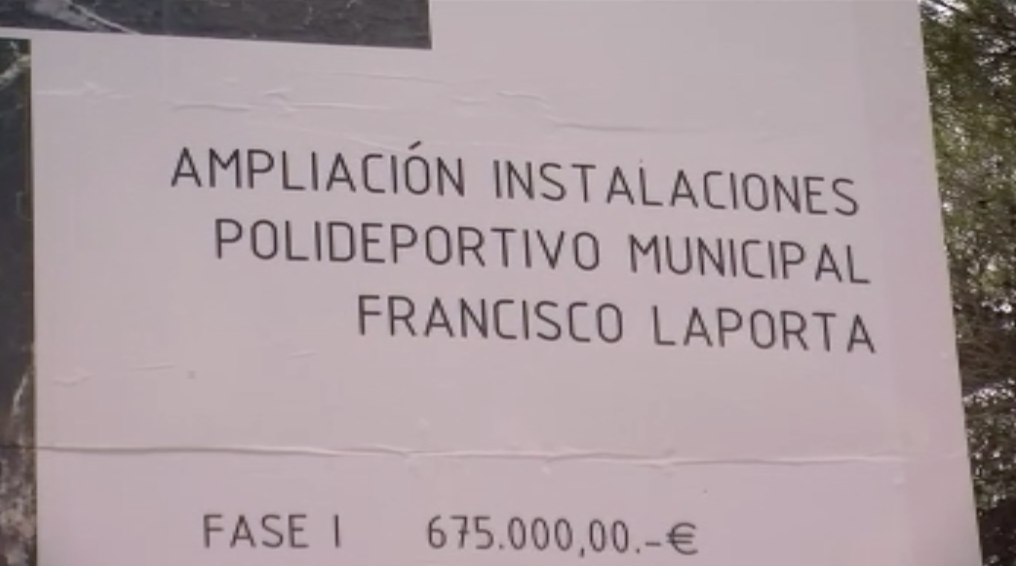 AMPLIACIÓN INSTALACIONES
POLIDEPORTIVO MUNICIPAL
FRANCISCO LAPORTA
FASE I 675.000,00.-€